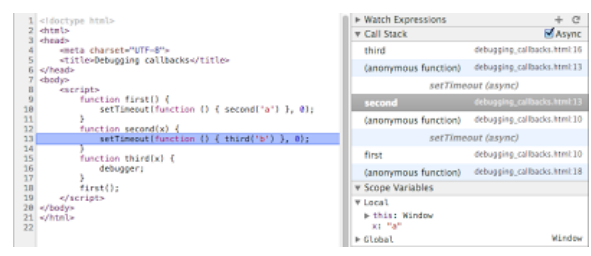 1 <!doctype html>
2 <html>
3 <head>
4 <meta charset="UTF-8">
5 <title>Debugging callbacks</title>
6 </head>
7 <body>
8 <script>
9 function first() {
10 setTimeout(function () { second('a') }, 0);
11 }
12 function second(x) {
13 setTimeout(function () { third('b') }, 0);
14 }
15 function third(x) {
16 debugger;
17 }
18 first();
19 </script>
20 </body>
21 </html>
22
Watch Expressions
Call Stack Async
third debugging_callbacks.html:16
(anonymous function) debugging_callbacks.html:13
setTimeout (async)
second debugging_callbacks.html:13
(anonymous function) debugging_callbacks.html:10
setTimeout (async)
first debugging_callbacks.html:10
(anonymous function) debugging_callbacks.html:18
Scope Variables
Local
this: Window
x: "a"
Global Window